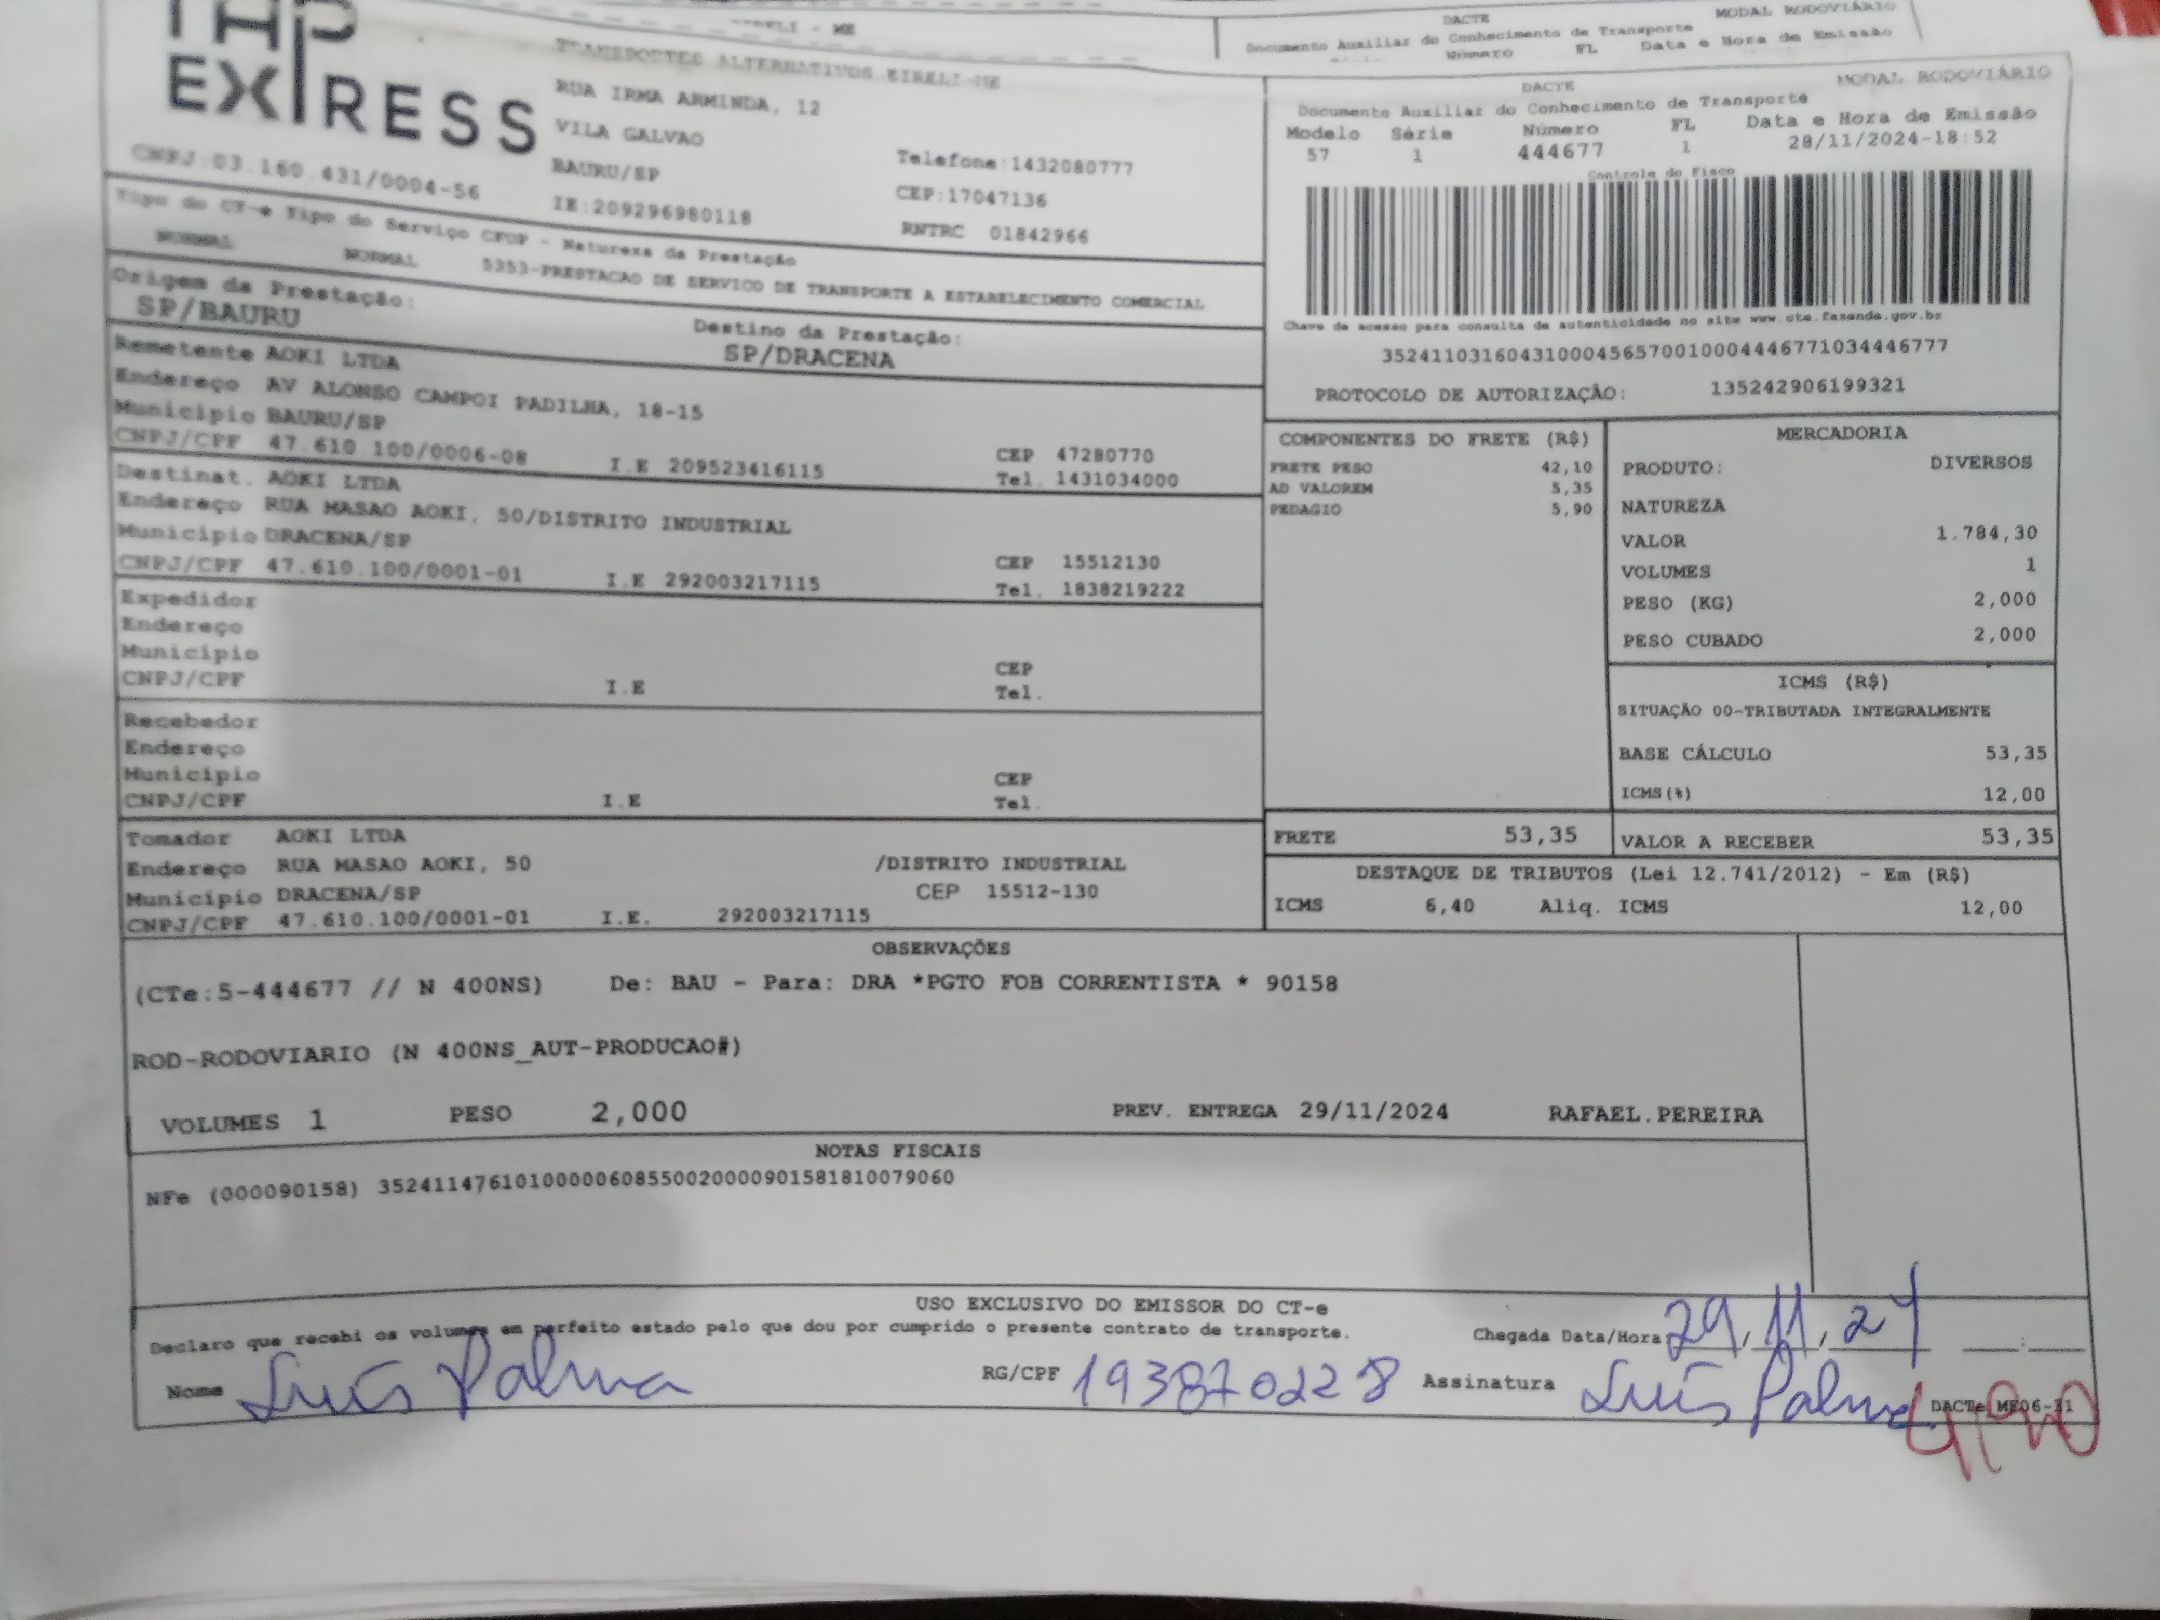 DACTE
MODAL RODOVIÁRIO
Documento Auxiliar do Conhecimento de Transporte
Número FL Data e Hora de Emissão
EXPRESS
TRANSPORTES ALTERNATIVOS EIRELI-ME
RUA IRMA ARMINDA, 12
VILA GALVAO
BAURU/SP
Telefone:1432080777
CNPJ:03.160.431/0004-56
IE:209296980118
CEP:17047136
RNTRC 01842966
DACTE
MODAL RODOVIÁRIO
Documento Auxiliar do Conhecimento de Transporte
Modelo Série Número FL Data e Hora de Emissão
57 1 444677 1 28/11/2024-18:52
Controle do Fisco
Chave de acesso para consulta de autenticidade no site www.cte.fazenda.gov.br
35241103160431000456570010004446771034446777
PROTOCOLO DE AUTORIZAÇÃO: 135242906199321
Tipo do CT-e Tipo do Serviço CFOP - Natureza da Prestação
NORMAL NORMAL 5353-PRESTACAO DE SERVICO DE TRANSPORTE A ESTABELECIMENTO COMERCIAL
Origem da Prestação:
SP/BAURU
Destino da Prestação:
SP/DRACENA
Remetente AOKI LTDA
Endereço AV ALONSO CAMPOI PADILHA, 18-15
Municipio BAURU/SP
CEP 47280770
CNPJ/CPF 47.610.100/0006-08 I.E 209523416115 Tel. 1431034000
Destinat. AOKI LTDA
Endereço RUA MASAO AOKI, 50/DISTRITO INDUSTRIAL
Municipio DRACENA/SP
CEP 15512130
CNPJ/CPF 47.610.100/0001-01 I.E 292003217115 Tel. 1838219222
Expedidor
Endereço
Municipio CEP
CNPJ/CPF I.E Tel.
Recebedor
Endereço
Municipio CEP
CNPJ/CPF I.E Tel.
Tomador AOKI LTDA
Endereço RUA MASAO AOKI, 50 /DISTRITO INDUSTRIAL
Municipio DRACENA/SP CEP 15512-130
CNPJ/CPF 47.610.100/0001-01 I.E. 292003217115
COMPONENTES DO FRETE (R$)
FRETE PESO 42,10
AD VALOREM 5,35
PEDAGIO 5,90
FRETE 53,35
MERCADORIA
PRODUTO: DIVERSOS
NATUREZA
VALOR 1.784,30
VOLUMES 1
PESO (KG) 2,000
PESO CUBADO 2,000
ICMS (R$)
SITUAÇÃO 00-TRIBUTADA INTEGRALMENTE
BASE CÁLCULO 53,35
ICMS(%) 12,00
VALOR A RECEBER 53,35
DESTAQUE DE TRIBUTOS (Lei 12.741/2012) - Em (R$)
ICMS 6,40 Aliq. ICMS 12,00
OBSERVAÇÕES
(CTe:5-444677 // N 400NS) De: BAU - Para: DRA *PGTO FOB CORRENTISTA * 90158
ROD-RODOVIARIO (N 400NS_AUT-PRODUCAO#)
VOLUMES 1 PESO 2,000 PREV. ENTREGA 29/11/2024 RAFAEL.PEREIRA
NOTAS FISCAIS
NFe (000090158) 35241147610100000608550020000901581810079060
USO EXCLUSIVO DO EMISSOR DO CT-e
Declaro que recebi os volumes em perfeito estado pelo que dou por cumprido o presente contrato de transporte.
Chegada Data/Hora 29,11,24
Nome Luís Palma RG/CPF 193870228 Assinatura Luís Palma